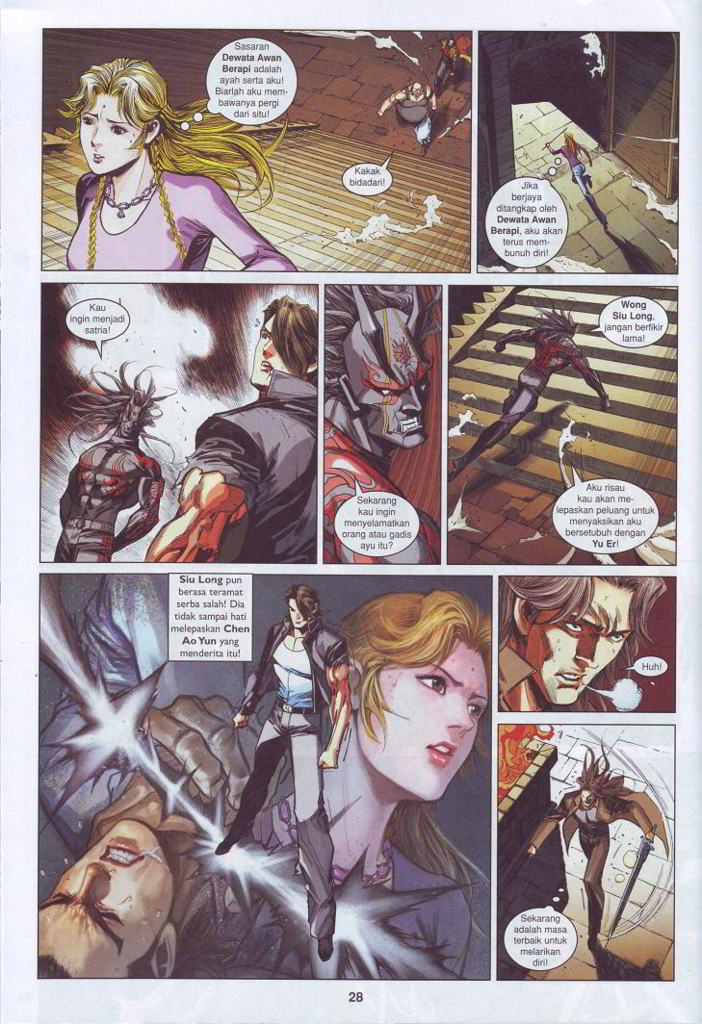 Sasaran
Dewata Awan
Berapi adalah
ayah serta aku!
Biarlah aku mem-
bawanya pergi
dari situ!
Kakak
bidadari!
Jika
berjaya
ditangkap oleh
Dewata Awan
Berapi, aku akan
terus mem-
bunuh diri!
Kau
ingin menjadi
satria!
Sekarang
kau ingin
menyelamatkan
orang atau gadis
ayu itu?
Wong
Siu Long,
jangan berfikir
lama!
Aku risau
kau akan me-
lepaskan peluang untuk
menyaksikan aku
bersetubuh dengan
Yu Er!
Siu Long pun
berasa teramat
serba salah! Dia
tidak sampai hati
melepaskan Chen
Ao Yun yang
menderita itu!
Huh!
Sekarang
adalah masa
terbaik untuk
melarikan
diri!
28